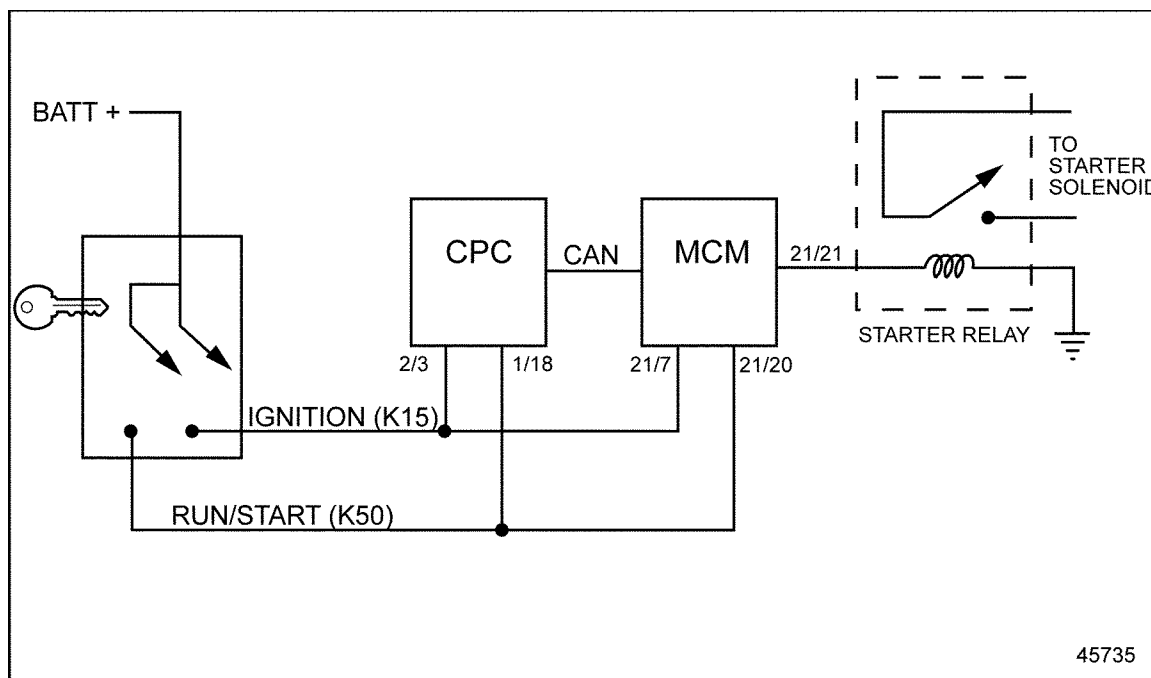 BATT +
CPC
CAN
MCM
21/21
TO
STARTER
SOLENOID
STARTER RELAY
2/3
1/18
21/7
21/20
IGNITION (K15)
RUN/START (K50)
45735